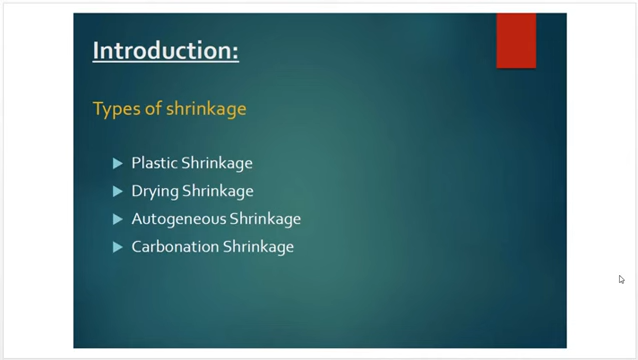 Introduction:
Types of shrinkage
Plastic Shrinkage
Drying Shrinkage
Autogeneous Shrinkage
Carbonation Shrinkage